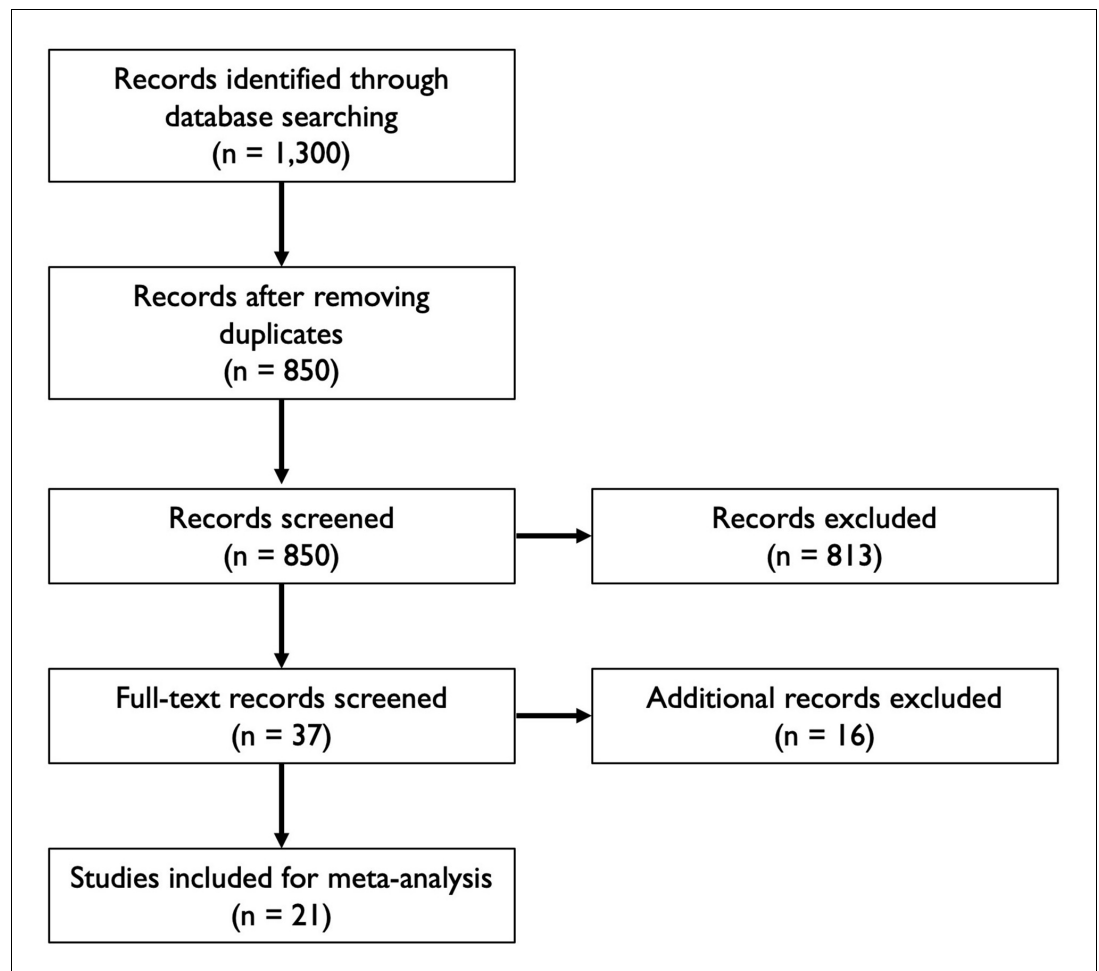 Records identified through
database searching
(n = 1,300)
Records after removing
duplicates
(n = 850)
Records screened
(n = 850)
Records excluded
(n = 813)
Full-text records screened
(n = 37)
Additional records excluded
(n = 16)
Studies included for meta-analysis
(n = 21)